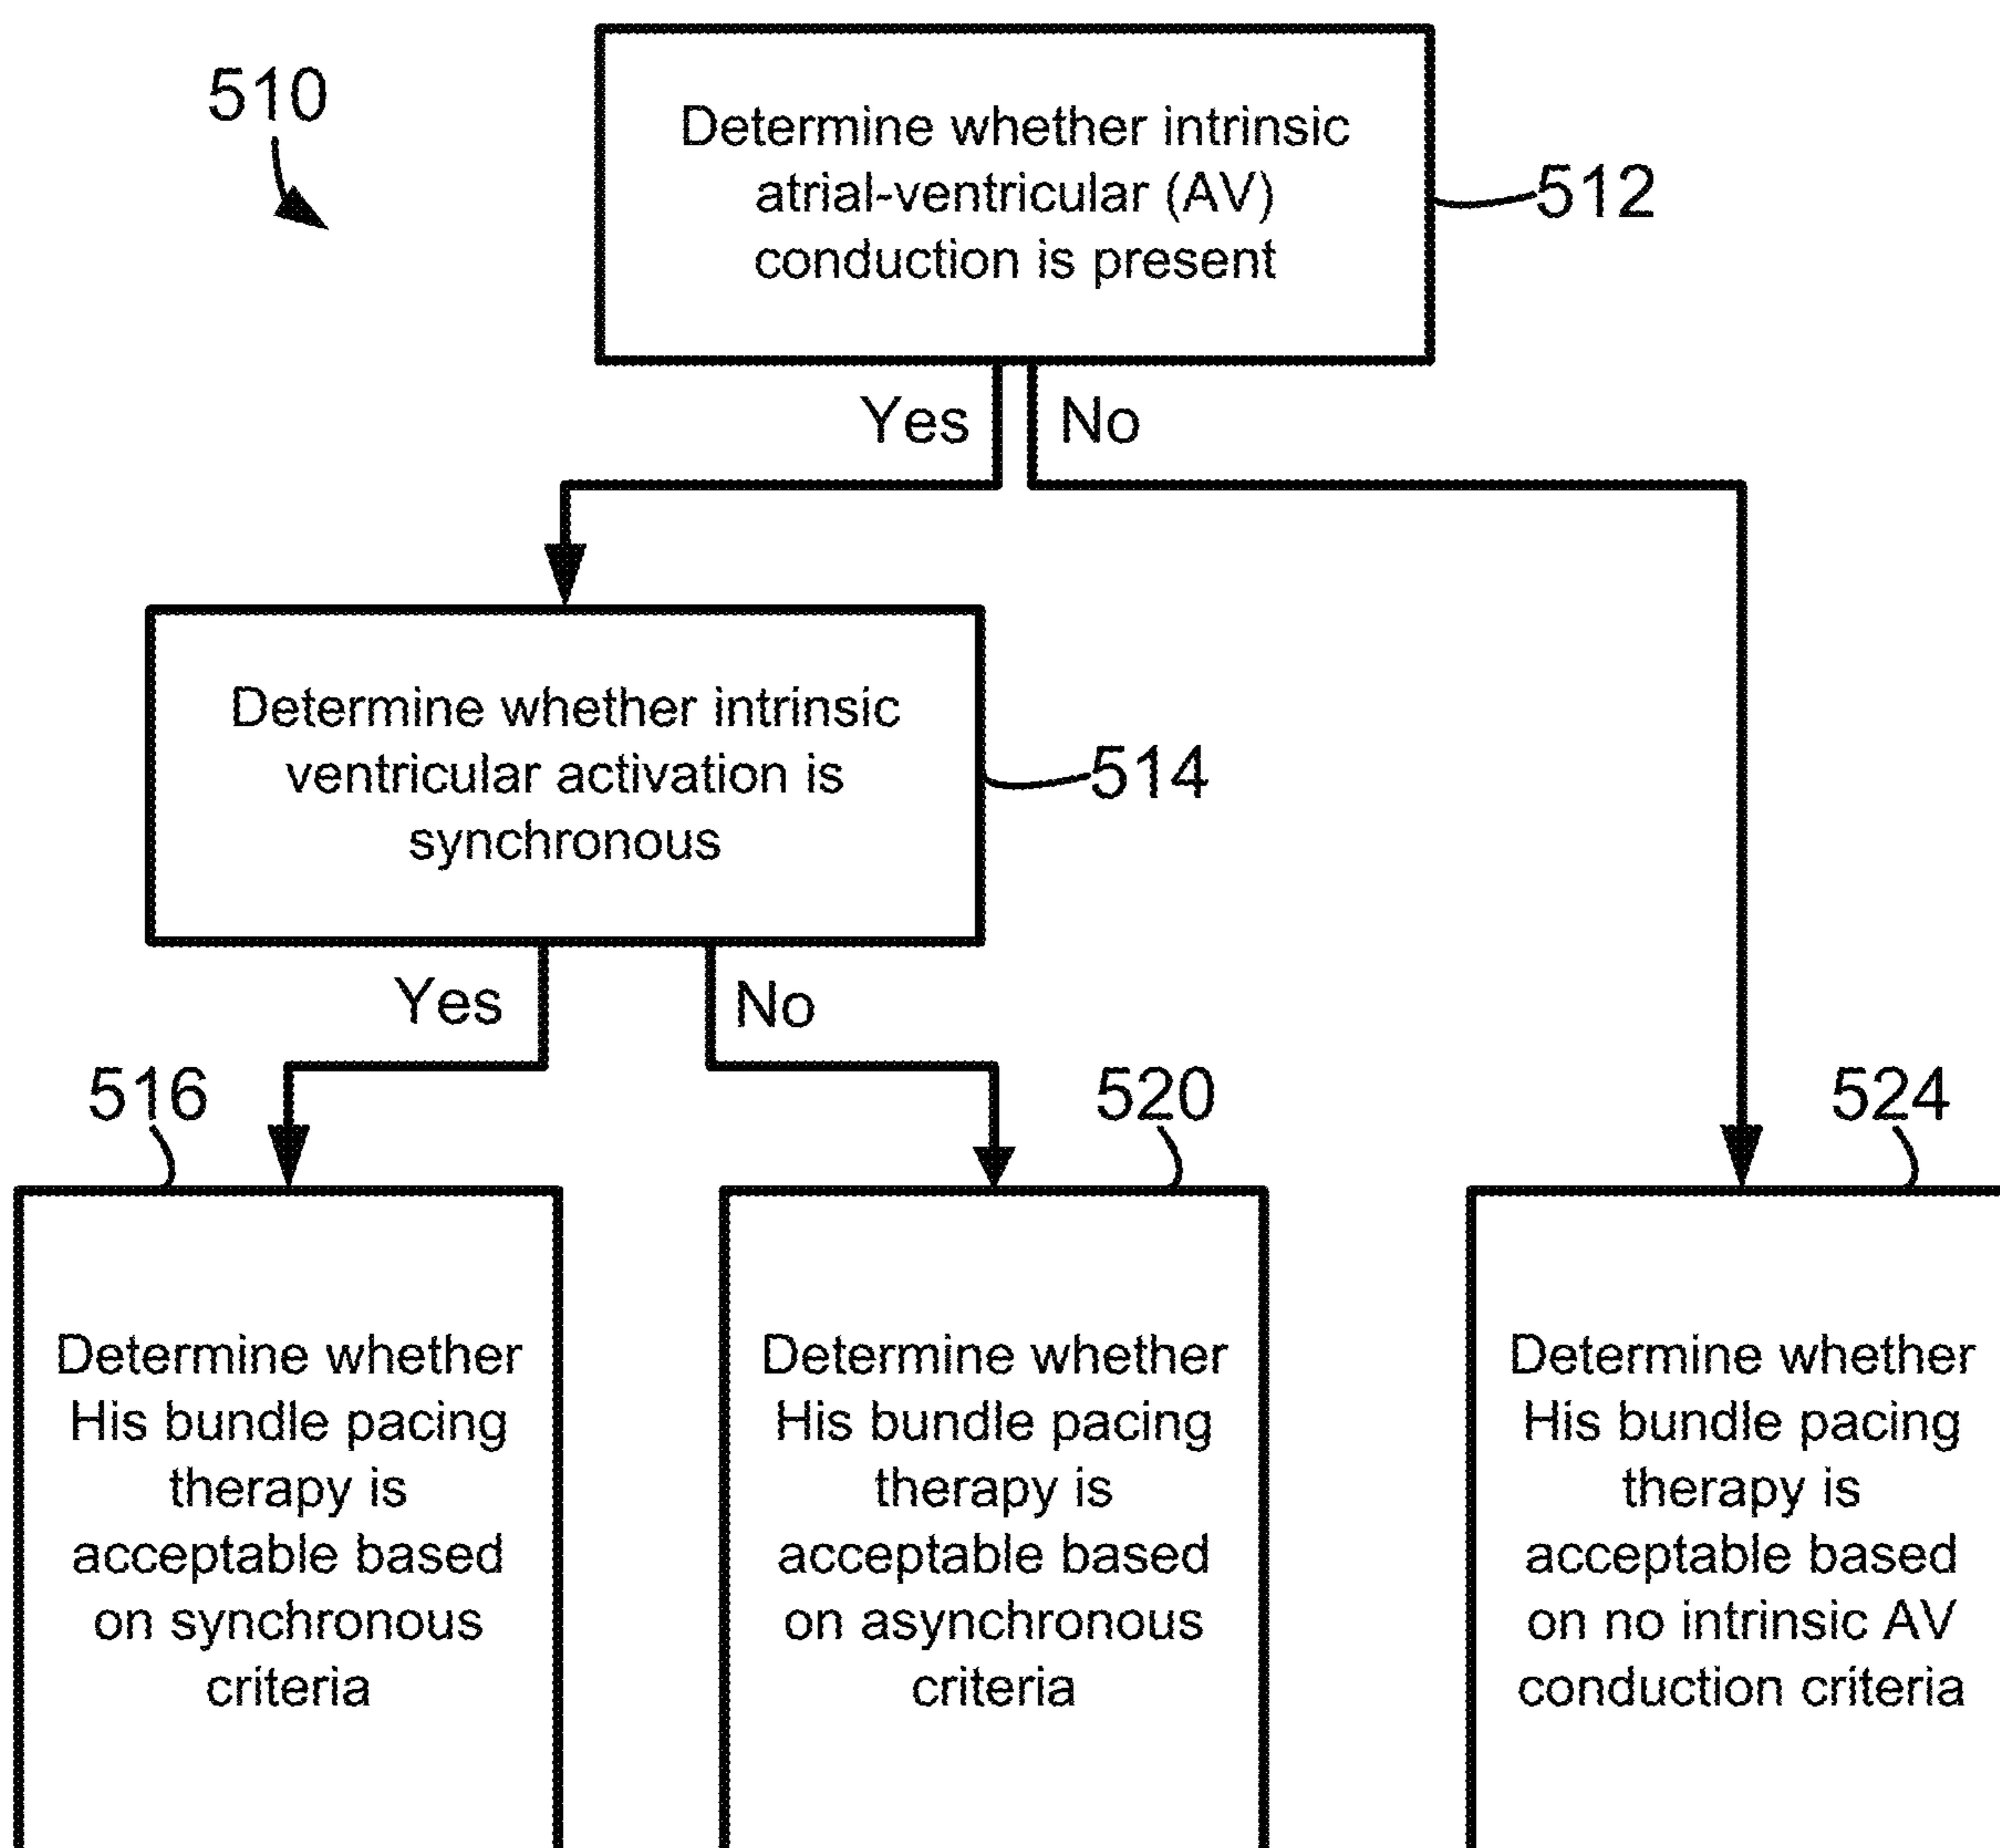 510
Determine whether intrinsic
atrial-ventricular (AV)
conduction is present
512
Yes
No
Determine whether intrinsic
ventricular activation is
synchronous
514
Yes
No
516
520
524
Determine whether
His bundle pacing
therapy is
acceptable based
on synchronous
criteria
Determine whether
His bundle pacing
therapy is
acceptable based
on asynchronous
criteria
Determine whether
His bundle pacing
therapy is
acceptable based
on no intrinsic AV
conduction criteria